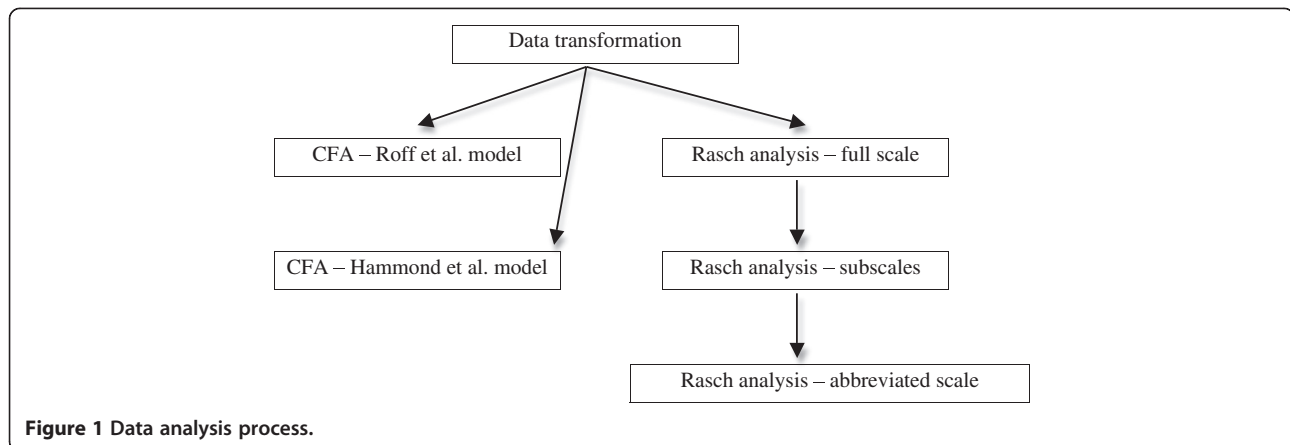 Data transformation
CFA – Roff et al. model
Rasch analysis – full scale
CFA – Hammond et al. model
Rasch analysis – subscales
Rasch analysis – abbreviated scale
Figure 1 Data analysis process.